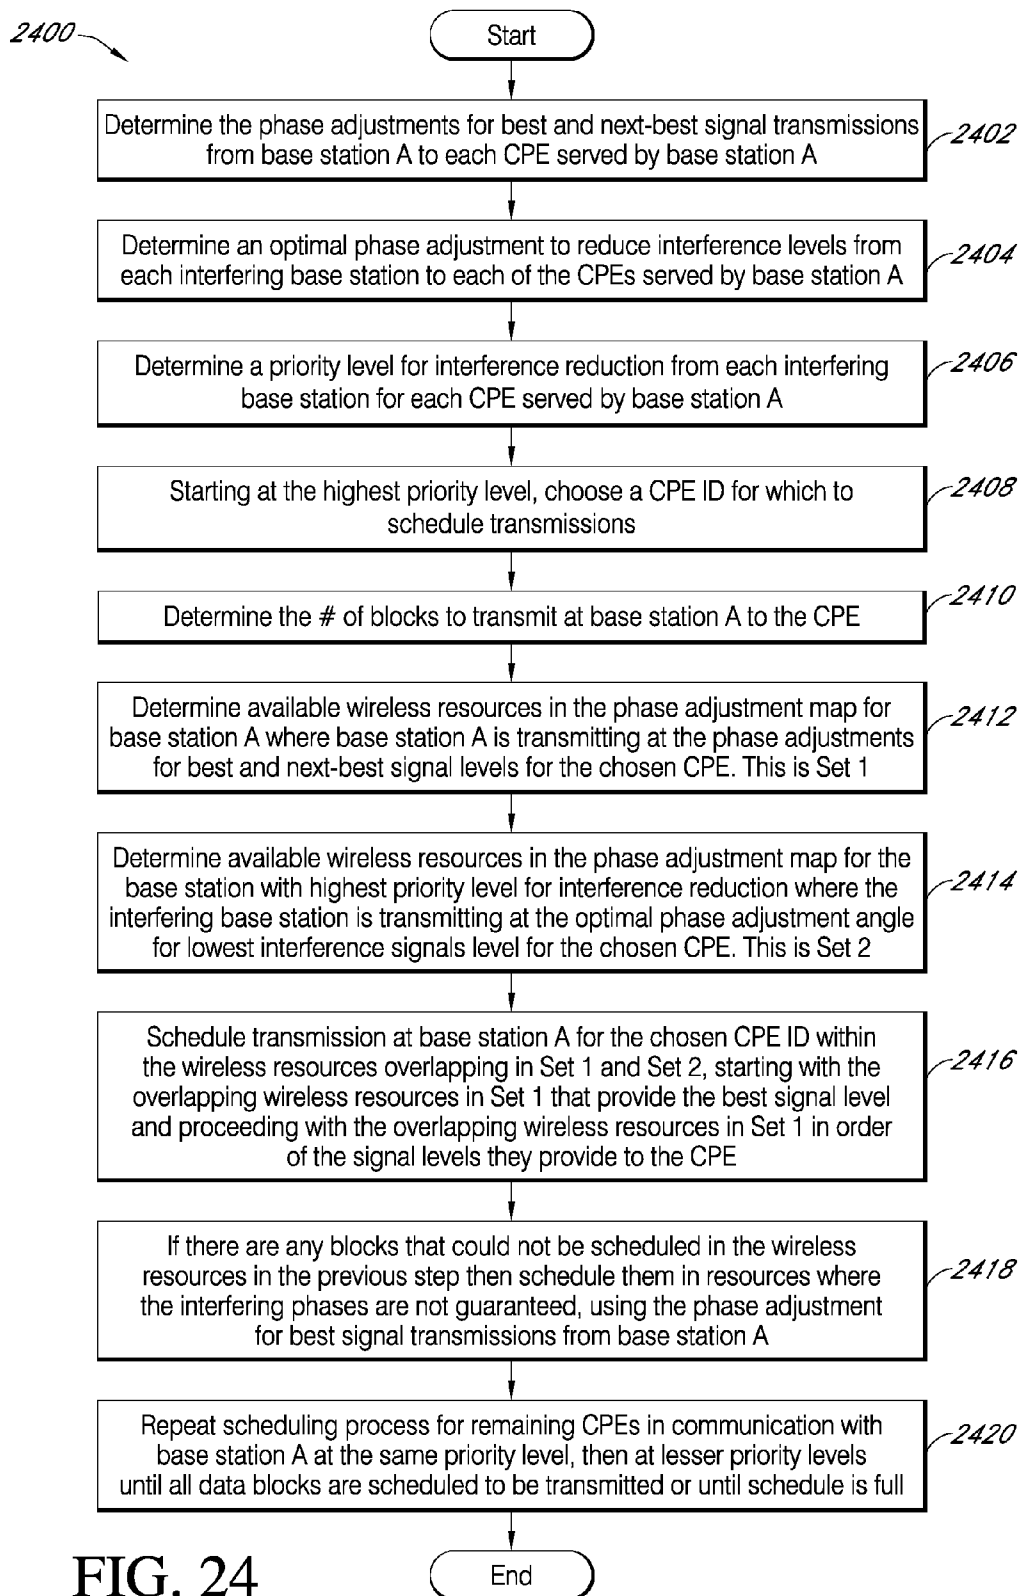 2400
Start
Determine the phase adjustments for best and next-best signal transmissions
from base station A to each CPE served by base station A
2402
Determine an optimal phase adjustment to reduce interference levels from
each interfering base station to each of the CPEs served by base station A
2404
Determine a priority level for interference reduction from each interfering
base station for each CPE served by base station A
2406
Starting at the highest priority level, choose a CPE ID for which to
schedule transmissions
2408
Determine the # of blocks to transmit at base station A to the CPE
2410
Determine available wireless resources in the phase adjustment map for
base station A where base station A is transmitting at the phase adjustments
for best and next-best signal levels for the chosen CPE. This is Set 1
2412
Determine available wireless resources in the phase adjustment map for the
base station with highest priority level for interference reduction where the
interfering base station is transmitting at the optimal phase adjustment angle
for lowest interference signals level for the chosen CPE. This is Set 2
2414
Schedule transmission at base station A for the chosen CPE ID within
the wireless resources overlapping in Set 1 and Set 2, starting with the
overlapping wireless resources in Set 1 that provide the best signal level
and proceeding with the overlapping wireless resources in Set 1 in order
of the signal levels they provide to the CPE
2416
If there are any blocks that could not be scheduled in the wireless
resources in the previous step then schedule them in resources where
the interfering phases are not guaranteed, using the phase adjustment
for best signal transmissions from base station A
2418
Repeat scheduling process for remaining CPEs in communication with
base station A at the same priority level, then at lesser priority levels
until all data blocks are scheduled to be transmitted or until schedule is full
2420
End
FIG. 24